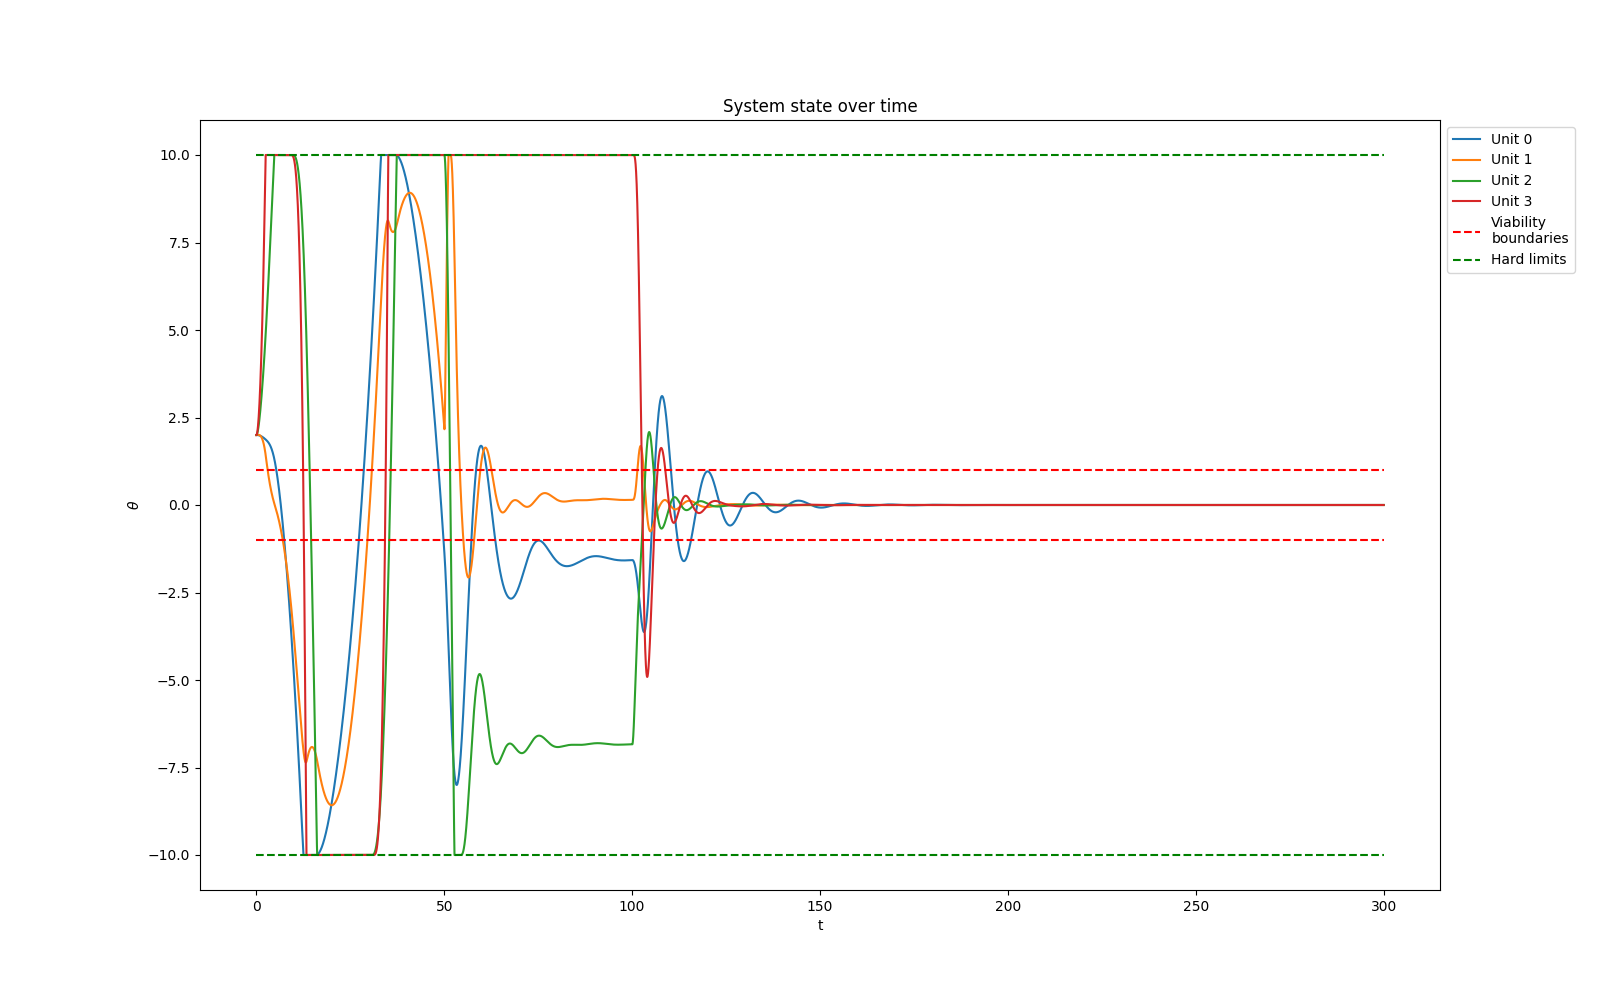 System state over time
10.0
7.5
5.0
2.5
0.0
−2.5
−5.0
−7.5
−10.0
θ
0
50
100
150
200
250
300
t
Unit 0
Unit 1
Unit 2
Unit 3
Viability
boundaries
Hard limits